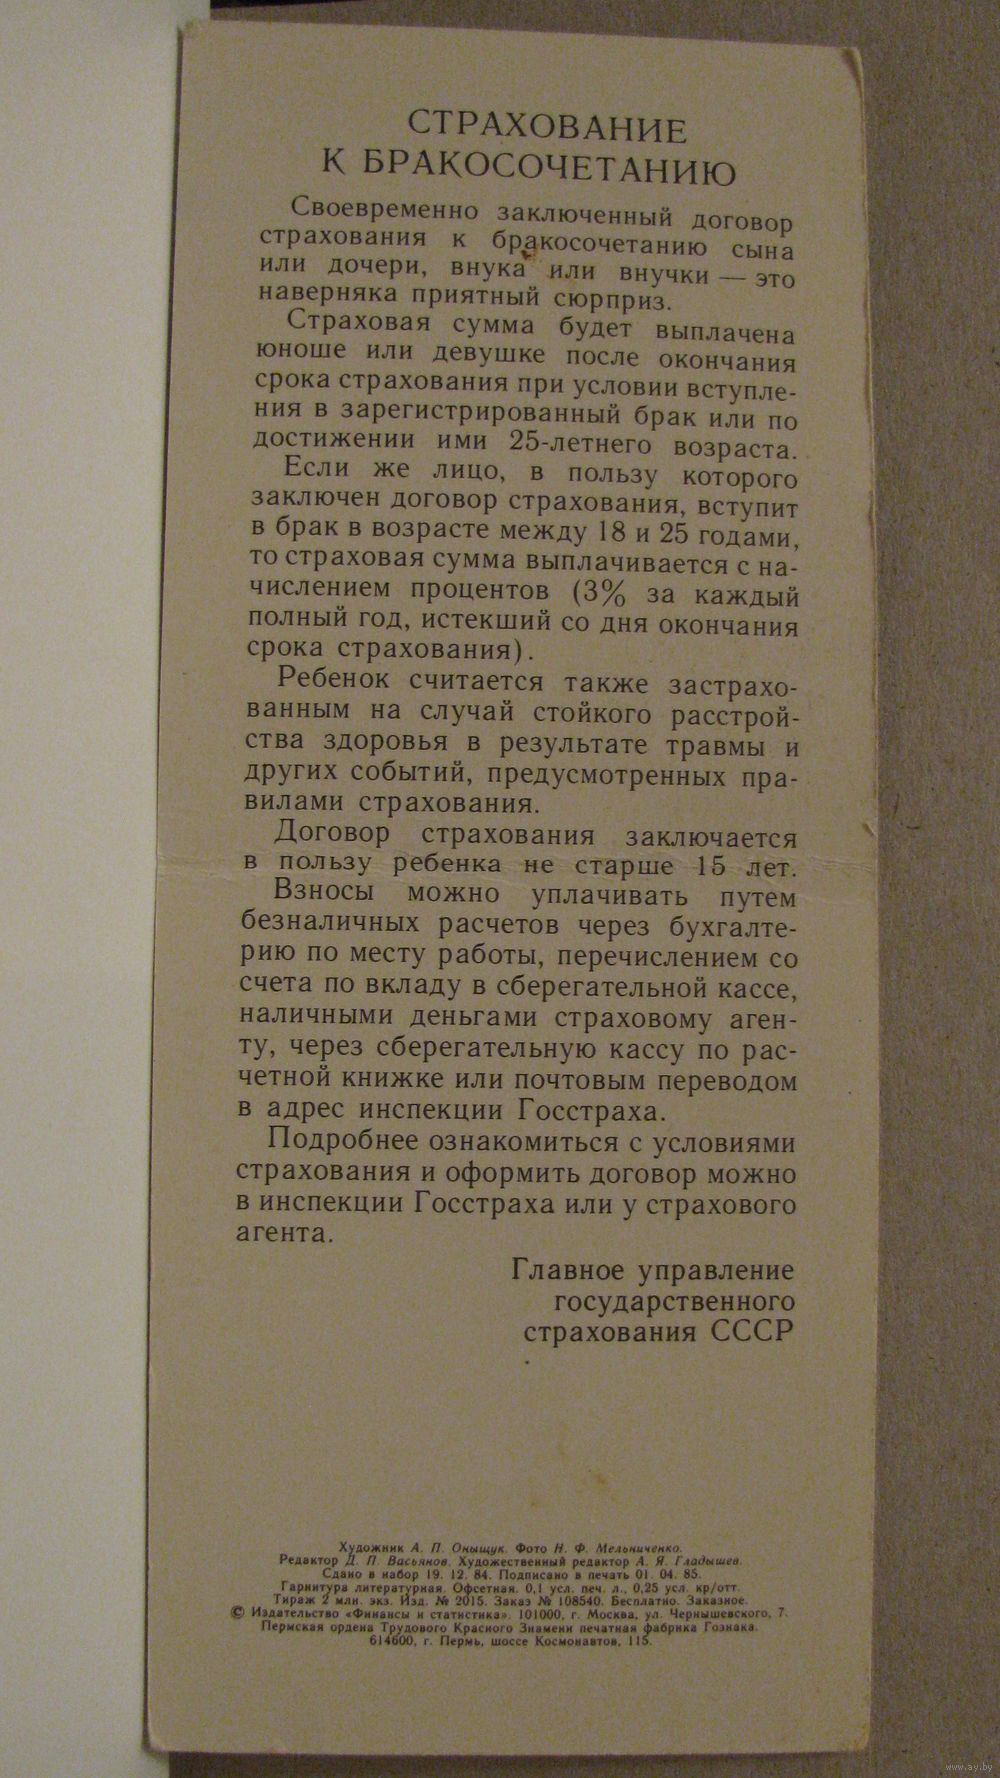 СТРАХОВАНИЕ
К БРАКОСОЧЕТАНИЮ
Своевременно заключенный договор
страхования к бракосочетанию сына
или дочери, внука или внучки — это
наверняка приятный сюрприз.
Страховая сумма будет выплачена
юноше или девушке после окончания
срока страхования при условии вступле-
ния в зарегистрированный брак или по
достижении ими 25-летнего возраста.
Если же лицо, в пользу которого
заключен договор страхования, вступит
в брак в возрасте между 18 и 25 годами,
то страховая сумма выплачивается с на-
числением процентов (3% за каждый
полный год, истекший со дня окончания
срока страхования).
Ребенок считается также застрахо-
ванным на случай стойкого расстрой-
ства здоровья в результате травмы и
других событий, предусмотренных пра-
вилами страхования.
Договор страхования заключается
в пользу ребенка не старше 15 лет.
Взносы можно уплачивать путем
безналичных расчетов через бухгалте-
рию по месту работы, перечислением со
счета по вкладу в сберегательной кассе,
наличными деньгами страховому аген-
ту, через сберегательную кассу по рас-
четной книжке или почтовым переводом
в адрес инспекции Госстраха.
Подробнее ознакомиться с условиями
страхования и оформить договор можно
в инспекции Госстраха или у страхового
агента.
Главное управление
государственного
страхования СССР
Художник А. П. Оныщук. Фото Н. Ф. Мельниченко.
Редактор Д. П. Васьянов. Художественный редактор А. Я. Гладышев.
Сдано в набор 19. 12. 84. Подписано в печать 01. 04. 85.
Гарнитура литературная. Офсетная. 0,1 усл. печ. л., 0,25 усл. кр/отт.
Тираж 2 млн. экз. Изд. № 2015. Заказ № 108540. Бесплатно. Заказное.
© Издательство «Финансы и статистика». 101000, г. Москва, ул. Чернышевского, 7.
Пермская ордена Трудового Красного Знамени печатная фабрика Гознака.
614600, г. Пермь, шоссе Космонавтов, 115.
www.ay.by